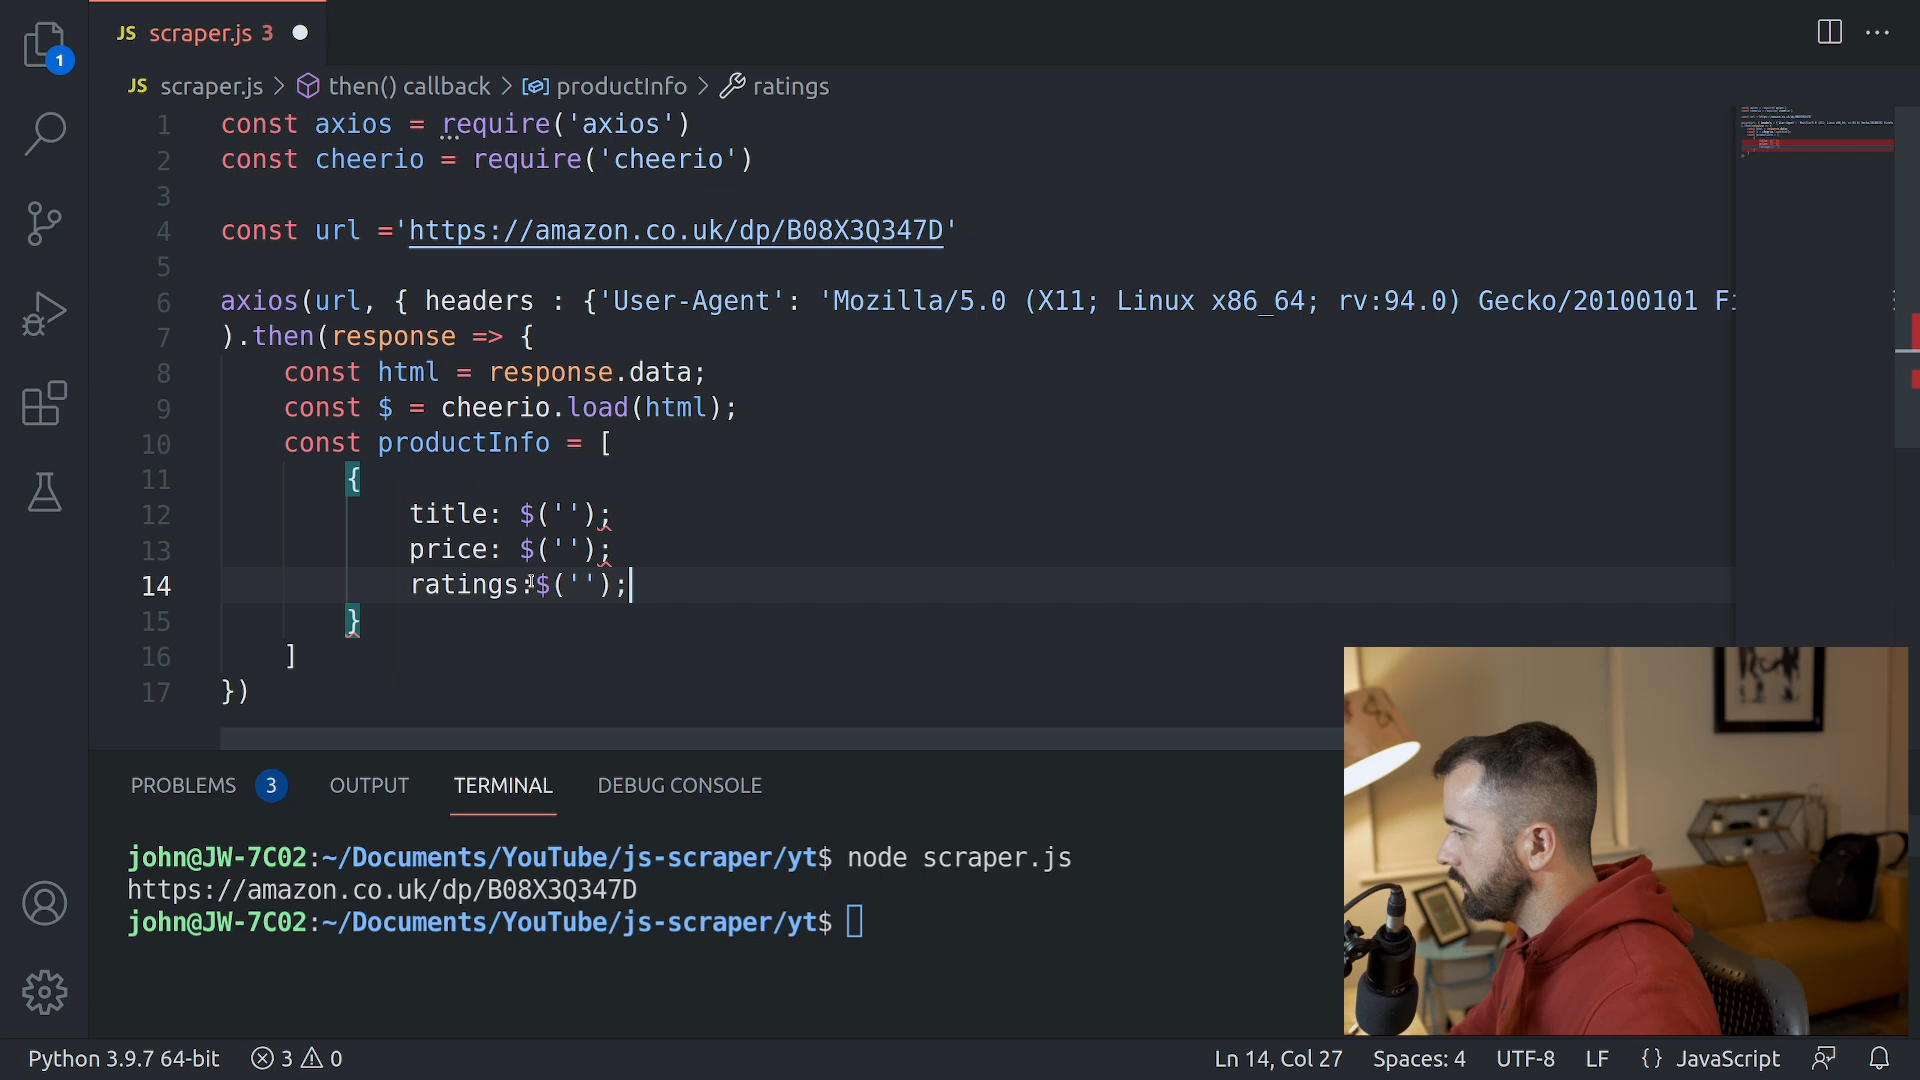 1
JS scraper.js 3
JS scraper.js > then() callback > productInfo > ratings
1 const axios = require('axios')
2 const cheerio = require('cheerio')
3
4 const url ='https://amazon.co.uk/dp/B08X3Q347D'
5
6 axios(url, { headers : {'User-Agent': 'Mozilla/5.0 (X11; Linux x86_64; rv:94.0) Gecko/20100101
7 ).then(response => {
8 const html = response.data;
9 const $ = cheerio.load(html);
10 const productInfo = [
11 {
12 title: $('');
13 price: $('');
14 ratings:$('');
15 }
16 ]
17 })
PROBLEMS 3 OUTPUT TERMINAL DEBUG CONSOLE
john@JW-7C02:~/Documents/YouTube/js-scraper/yt$ node scraper.js
https://amazon.co.uk/dp/B08X3Q347D
john@JW-7C02:~/Documents/YouTube/js-scraper/yt$
Python 3.9.7 64-bit 3 0 Ln 14, Col 27 Spaces: 4 UTF-8 LF {} JavaScript